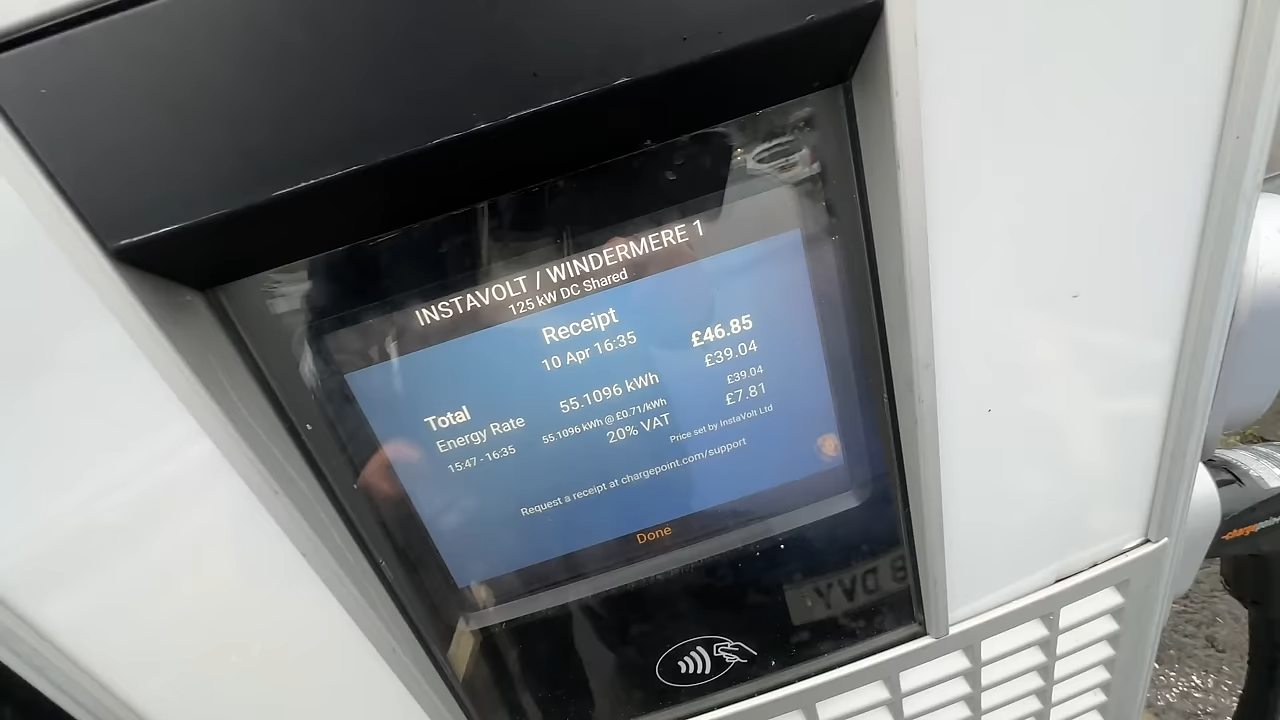 INSTAVOLT / WINDERMERE 1
125 kW DC Shared
Receipt
10 Apr 16:35
Total £46.85
Energy Rate 55.1096 kWh £39.04
15:47 - 16:35 55.1096 kWh @ £0.71/kWh £39.04
20% VAT £7.81
Price set by InstaVolt Ltd
Request a receipt at chargepoint.com/support
Done
-chargepoint